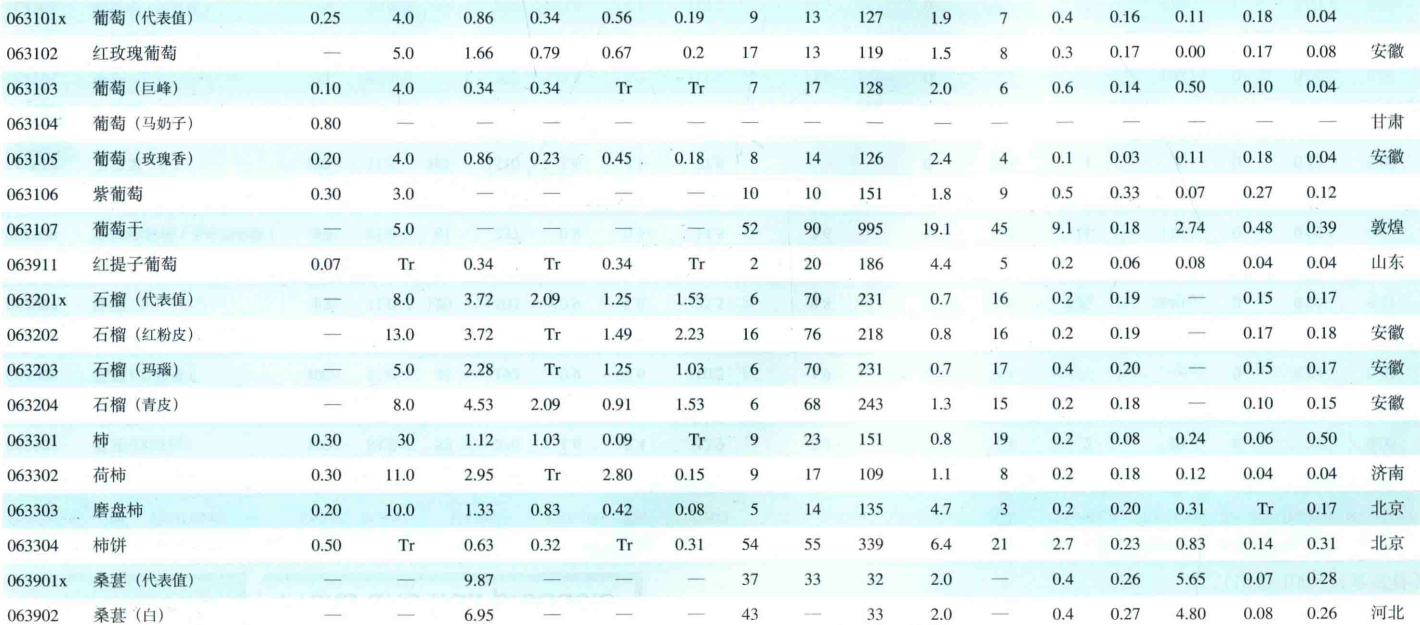 063101x 葡萄（代表值） 0.25 4.0 0.86 0.34 0.56 0.19 9 13 127 1.9 7 0.4 0.16 0.11 0.18 0.04
063102 红玫瑰葡萄 — 5.0 1.66 0.79 0.67 0.2 17 13 119 1.5 8 0.3 0.17 0.00 0.17 0.08 安徽
063103 葡萄（巨峰） 0.10 4.0 0.34 0.34 Tr Tr 7 17 128 2.0 6 0.6 0.14 0.50 0.10 0.04
063104 葡萄（马奶子） 0.80 — — — — — — — — — — — — — — — 甘肃
063105 葡萄（玫瑰香） 0.20 4.0 0.86 0.23 0.45 0.18 8 14 126 2.4 4 0.1 0.03 0.11 0.18 0.04 安徽
063106 紫葡萄 0.30 3.0 — — — — 10 10 151 1.8 9 0.5 0.33 0.07 0.27 0.12
063107 葡萄干 — 5.0 — — — — 52 90 995 19.1 45 9.1 0.18 2.74 0.48 0.39 敦煌
063911 红提子葡萄 0.07 Tr 0.34 Tr 0.34 Tr 2 20 186 4.4 5 0.2 0.06 0.08 0.04 0.04 山东
063201x 石榴（代表值） — 8.0 3.72 2.09 1.25 1.53 6 70 231 0.7 16 0.2 0.19 — 0.15 0.17
063202 石榴（红粉皮） — 13.0 3.72 Tr 1.49 2.23 16 76 218 0.8 16 0.2 0.19 — 0.17 0.18 安徽
063203 石榴（玛瑙） — 5.0 2.28 Tr 1.25 1.03 6 70 231 0.7 17 0.4 0.20 — 0.15 0.17 安徽
063204 石榴（青皮） — 8.0 4.53 2.09 0.91 1.53 6 68 243 1.3 15 0.2 0.18 — 0.10 0.15 安徽
063301 柿 0.30 30 1.12 1.03 0.09 Tr 9 23 151 0.8 19 0.2 0.08 0.24 0.06 0.50
063302 荷柿 0.30 11.0 2.95 Tr 2.80 0.15 9 17 109 1.1 8 0.2 0.18 0.12 0.04 0.04 济南
063303 磨盘柿 0.20 10.0 1.33 0.83 0.42 0.08 5 14 135 4.7 3 0.2 0.20 0.31 Tr 0.17 北京
063304 柿饼 0.50 Tr 0.63 0.32 Tr 0.31 54 55 339 6.4 21 2.7 0.23 0.83 0.14 0.31 北京
063901x 桑葚（代表值） — — 9.87 — — — 37 33 32 2.0 — 0.4 0.26 5.65 0.07 0.28
063902 桑葚（白） — — 6.95 — — — 43 — 33 2.0 — 0.4 0.27 4.80 0.08 0.26 河北